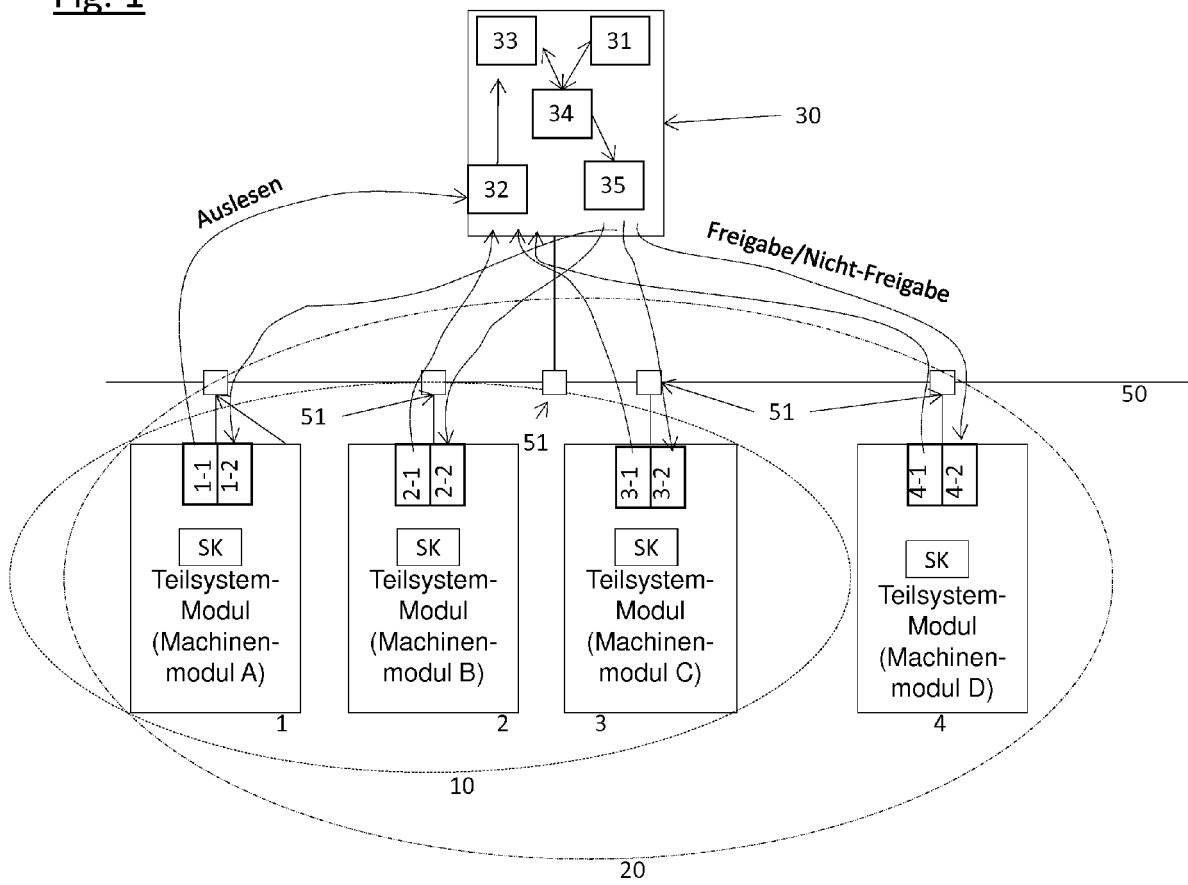 Fig. 1
33
31
34
30
32
35
Auslesen
Freigabe/Nicht-Freigabe
50
51
51
51
1-1
1-2
2-1
2-2
3-1
3-2
4-1
4-2
SK
Teilsystem-
Modul
(Machinen-
modul A)
1
SK
Teilsystem-
Modul
(Machinen-
modul B)
2
SK
Teilsystem-
Modul
(Machinen-
modul C)
3
SK
Teilsystem-
Modul
(Machinen-
modul D)
4
10
20